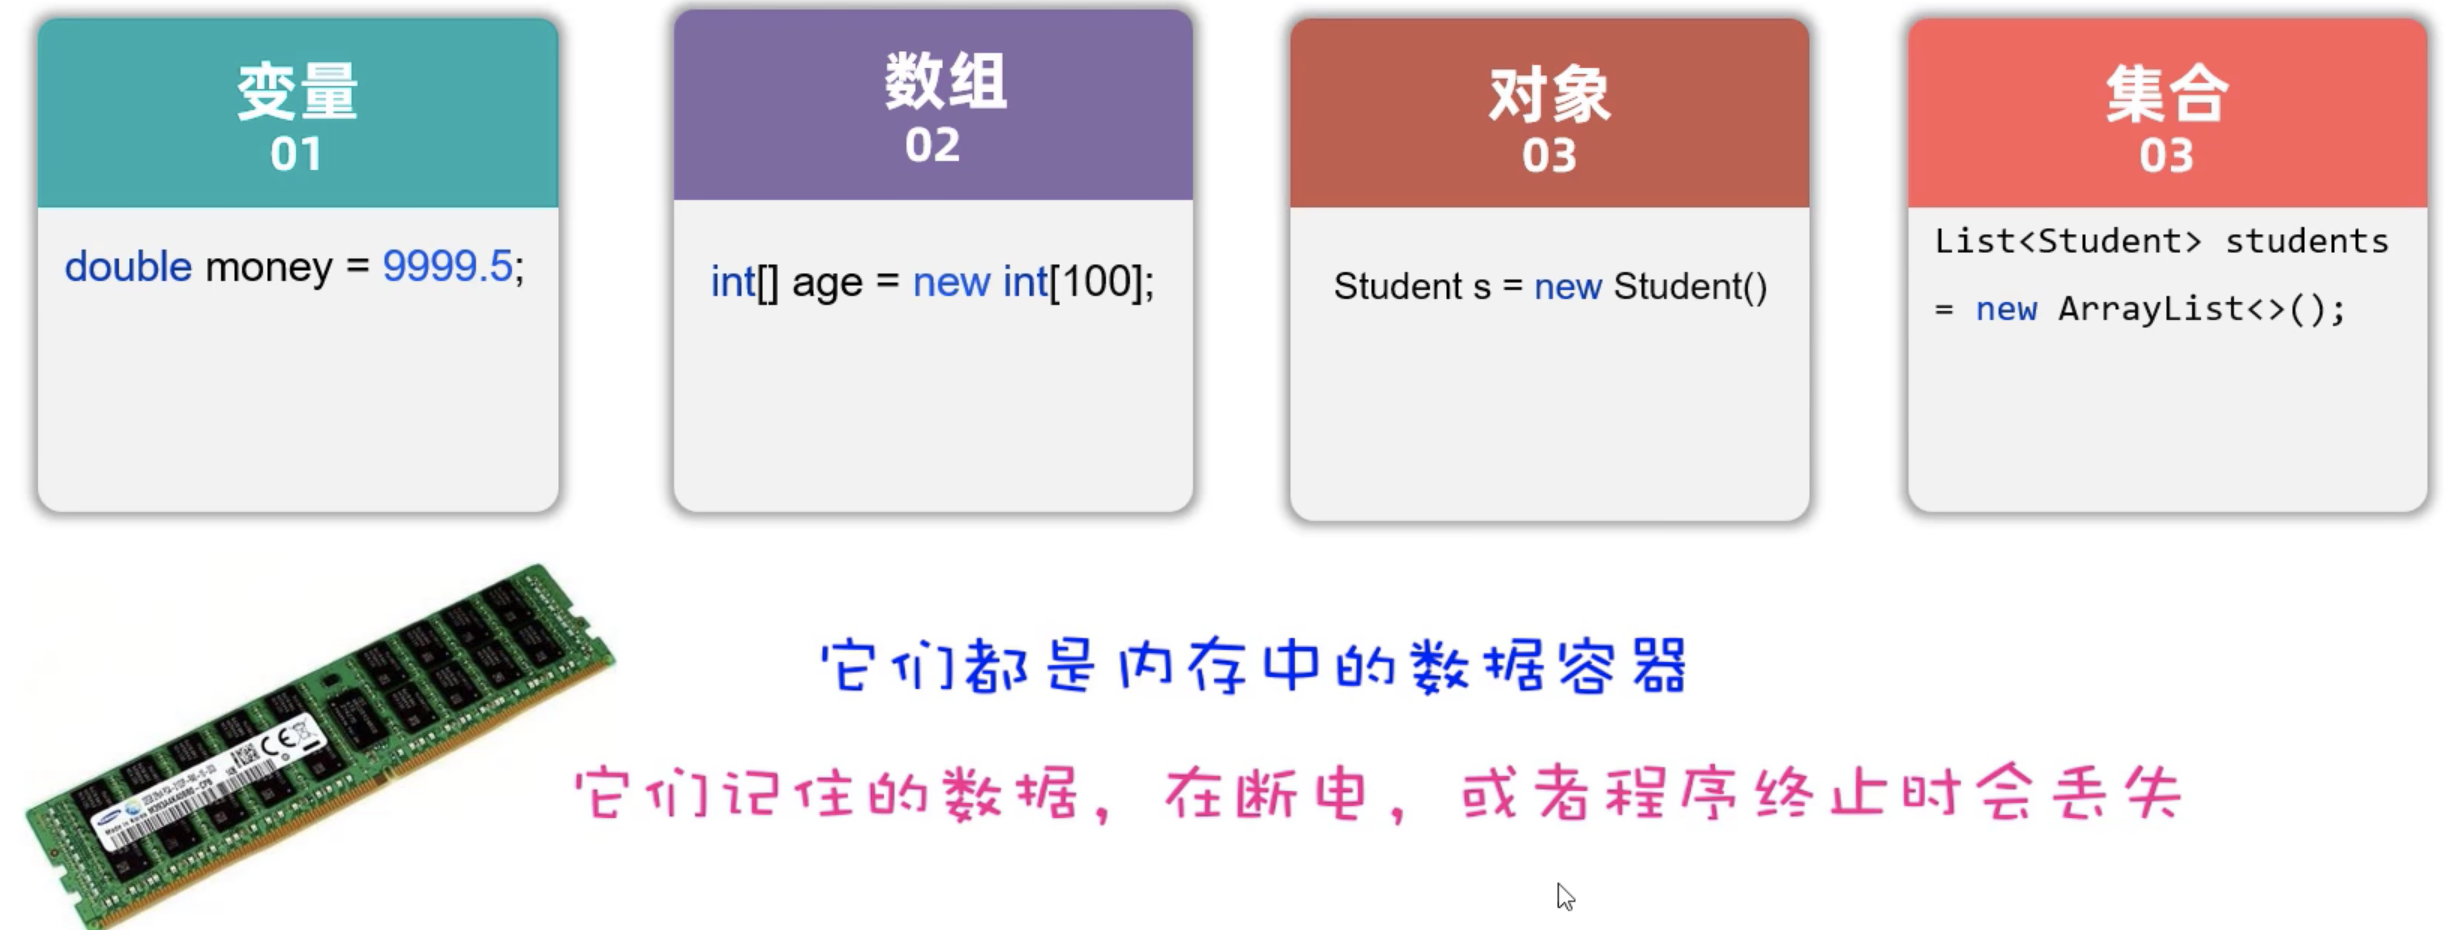 变量
01
double money = 9999.5;
数组
02
int[] age = new int[100];
对象
03
Student s = new Student()
集合
03
List<Student> students
= new ArrayList<>();
它们都是内存中的数据容器
它们记住的数据，在断电，或者程序终止时会丢失